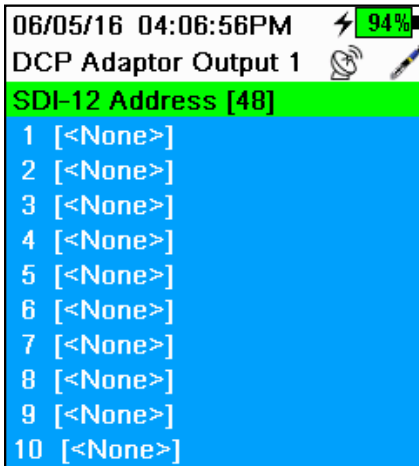 06/05/16 04:06:56PM 94%
DCP Adaptor Output 1
SDI-12 Address [48]
1 [<None>]
2 [<None>]
3 [<None>]
4 [<None>]
5 [<None>]
6 [<None>]
7 [<None>]
8 [<None>]
9 [<None>]
10 [<None>]